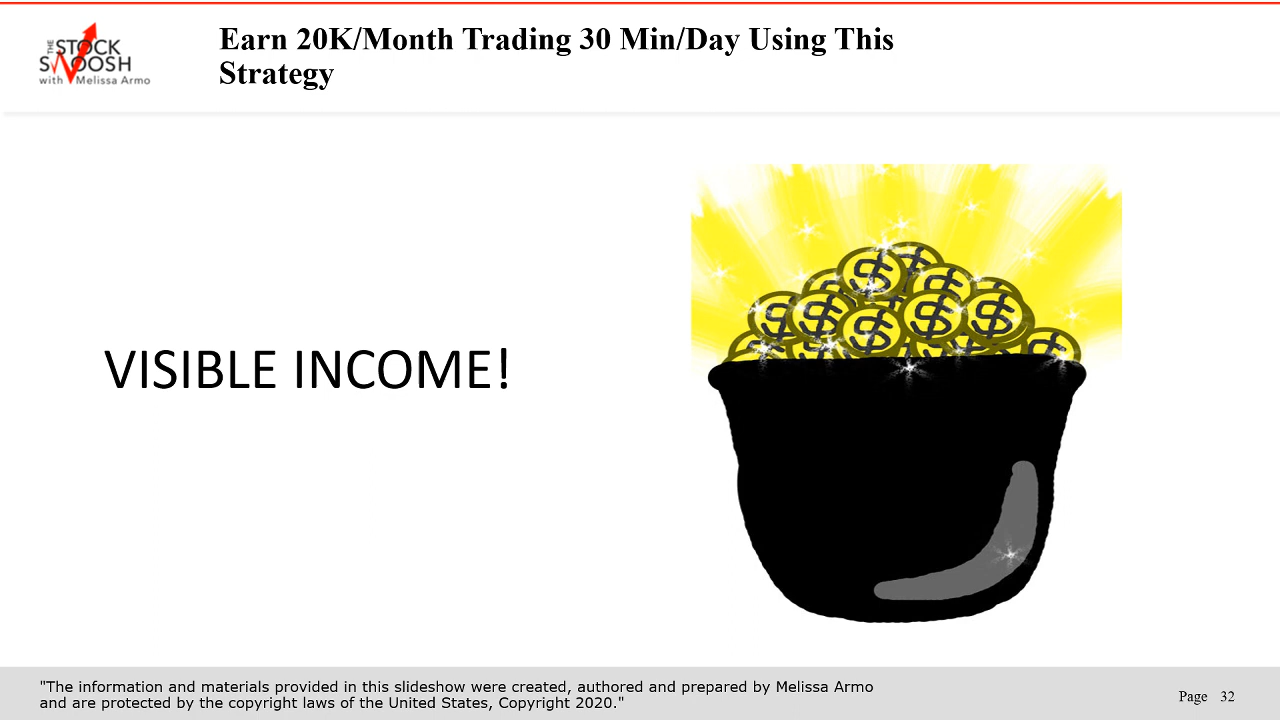 THE
STOCK
SWOOSH
with Melissa Armo
Earn 20K/Month Trading 30 Min/Day Using This
Strategy
VISIBLE INCOME!
$ $ $ $ $ $ $ $
"The information and materials provided in this slideshow were created, authored and prepared by Melissa Armo
and are protected by the copyright laws of the United States, Copyright 2020."
Page 32